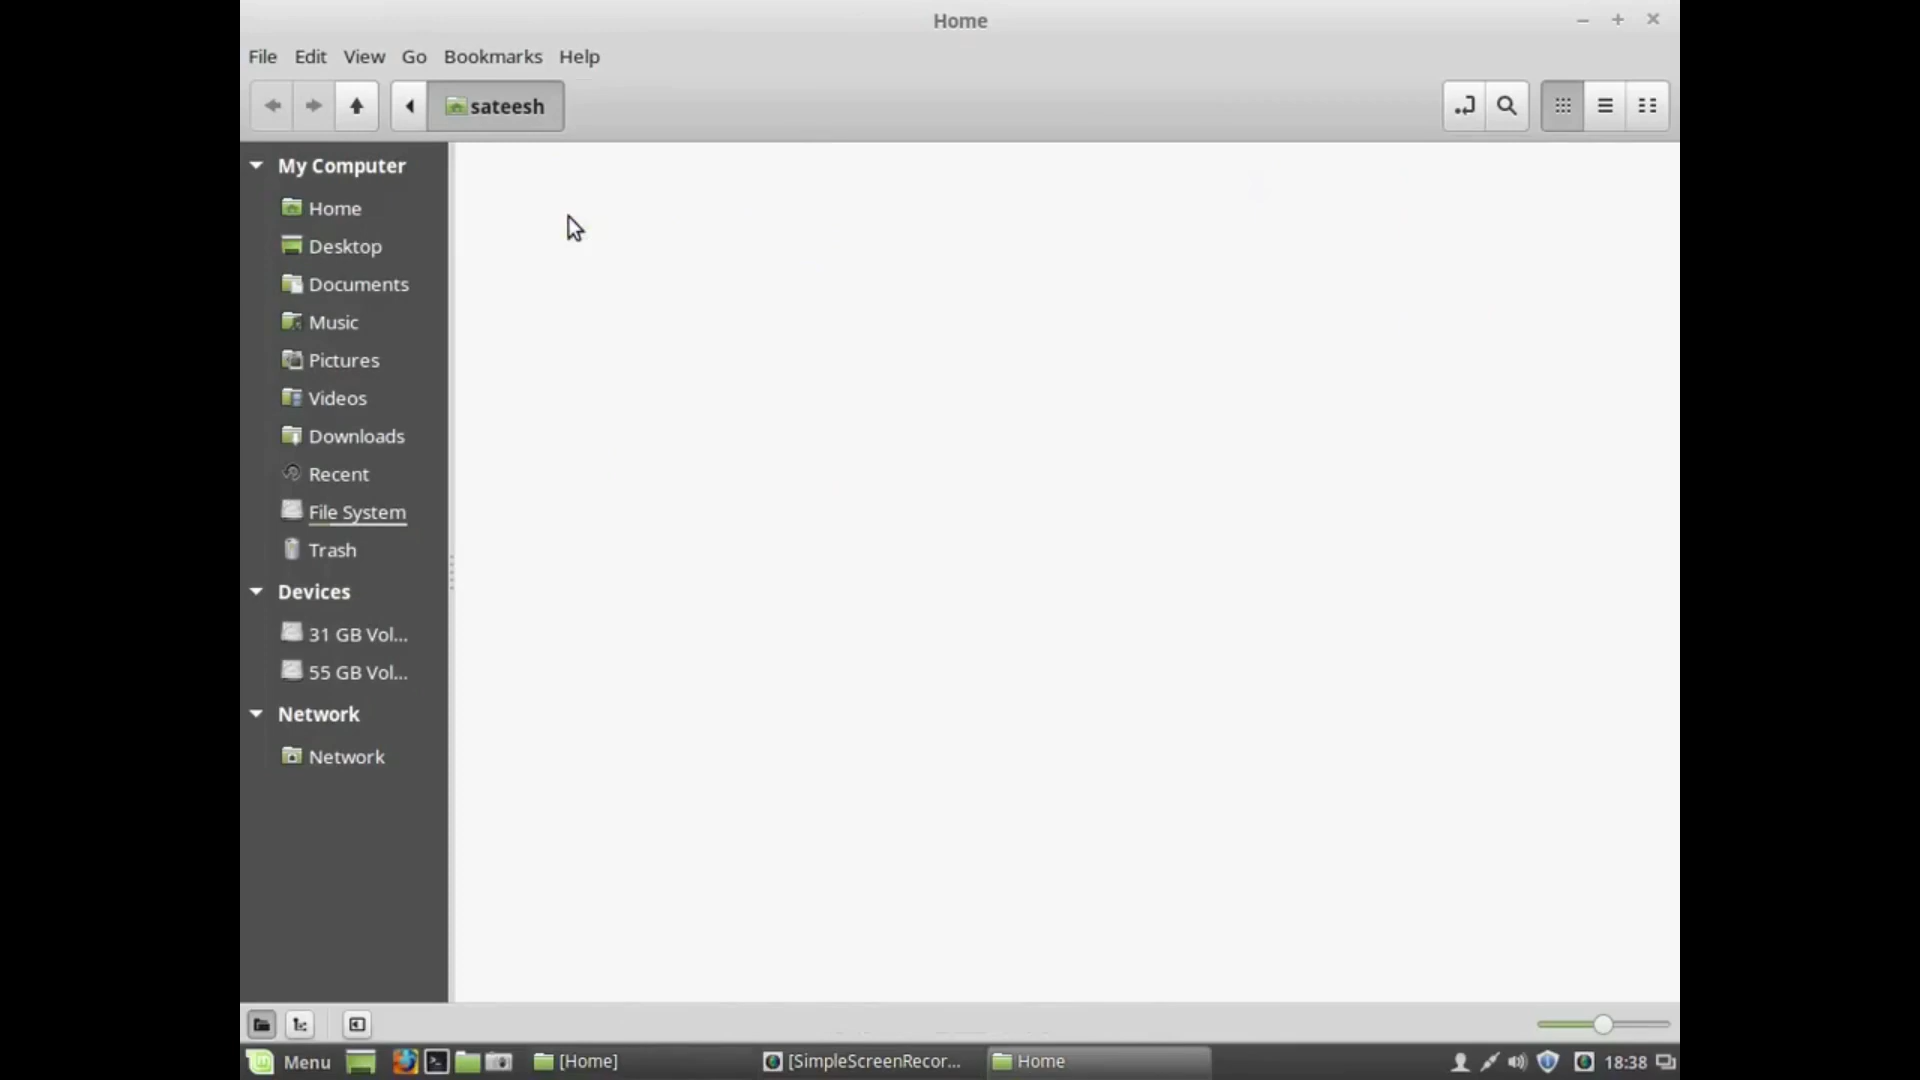 Home
File Edit View Go Bookmarks Help
sateesh
My Computer
Home
Desktop
Documents
Music
Pictures
Videos
Downloads
Recent
File System
Trash
Devices
31 GB Vol...
55 GB Vol...
Network
Network
Menu [Home] [SimpleScreenRecor... Home 18:38